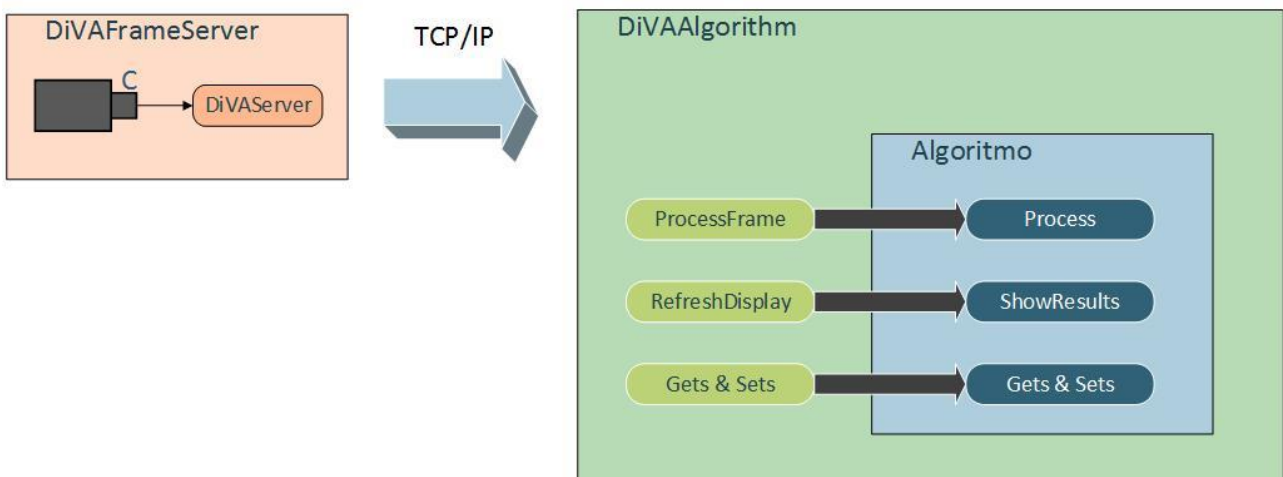 DiVAFrameServer
C
DiVAServer
TCP/IP
DiVAAlgorithm
Algoritmo
ProcessFrame
Process
RefreshDisplay
ShowResults
Gets & Sets
Gets & Sets